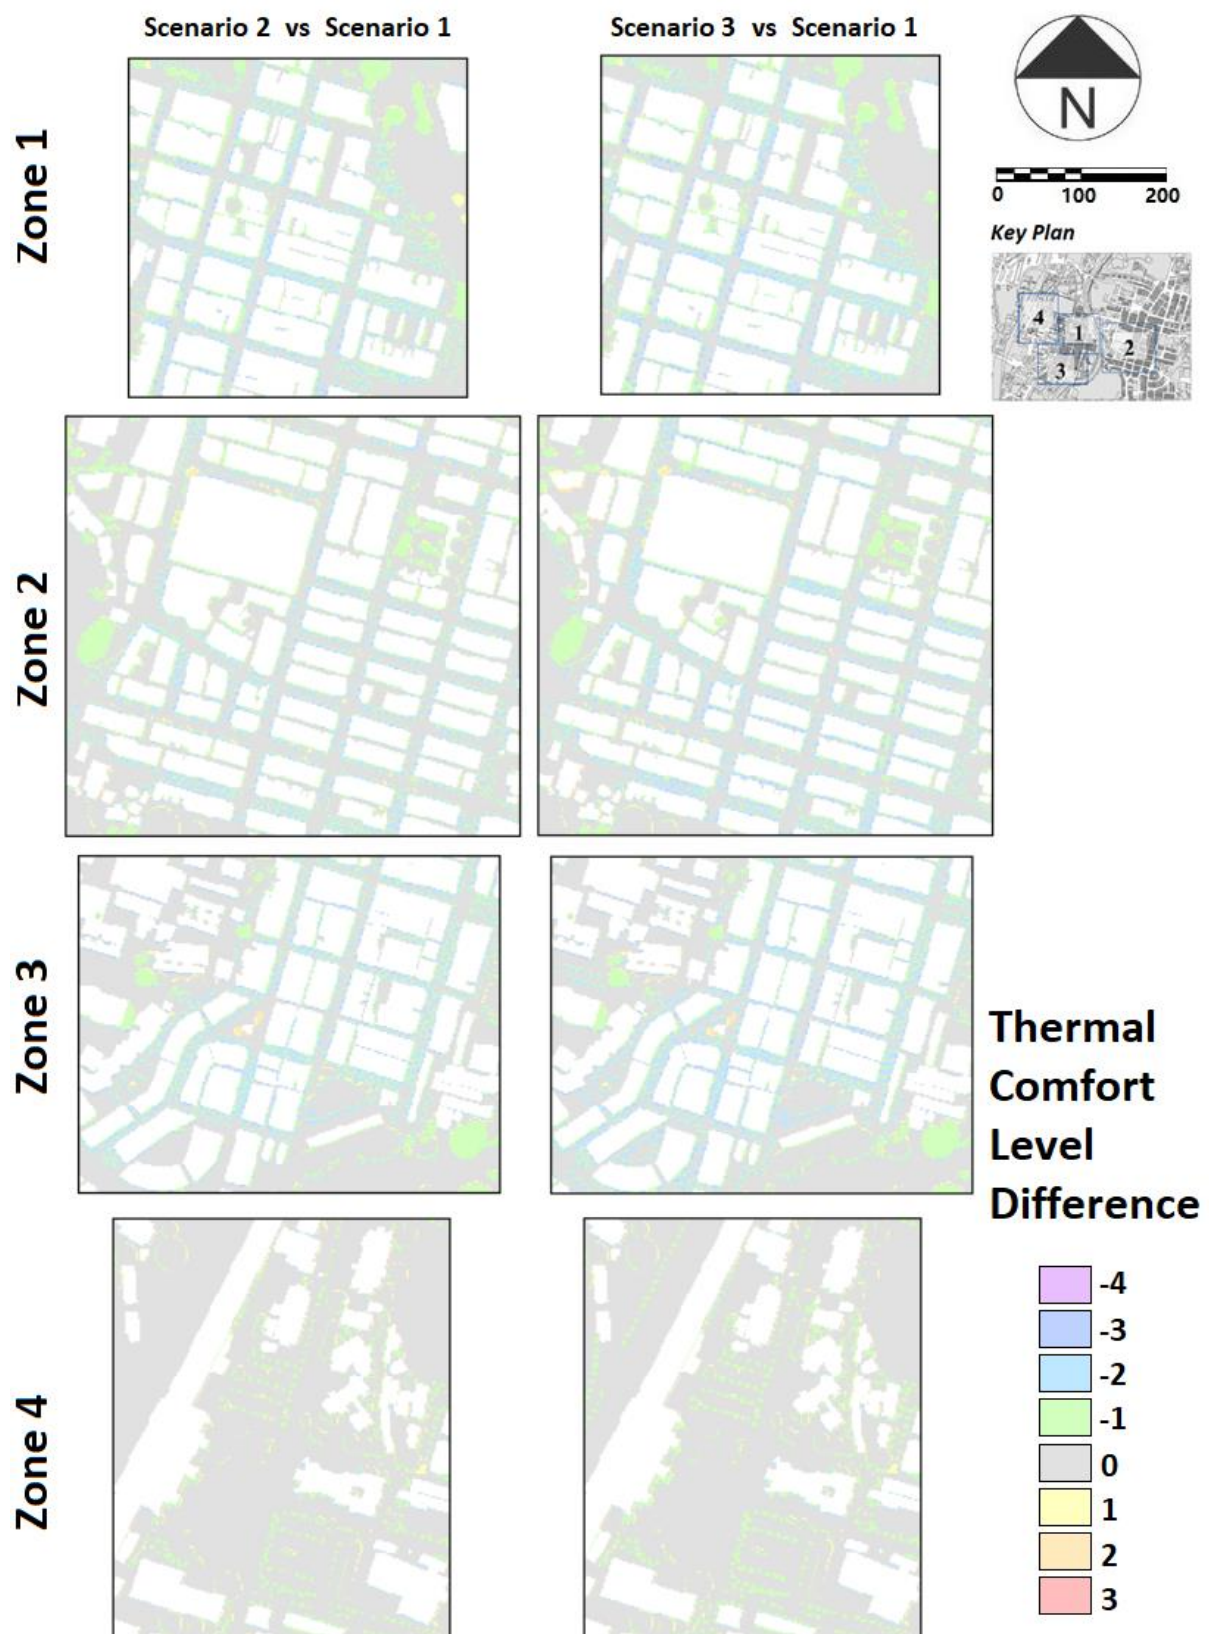 Scenario 2 vs Scenario 1
Scenario 3 vs Scenario 1
N
0 100 200
Key Plan
4
1
2
3
Zone 1
Zone 2
Zone 3
Zone 4
Thermal
Comfort
Level
Difference
-4
-3
-2
-1
0
1
2
3